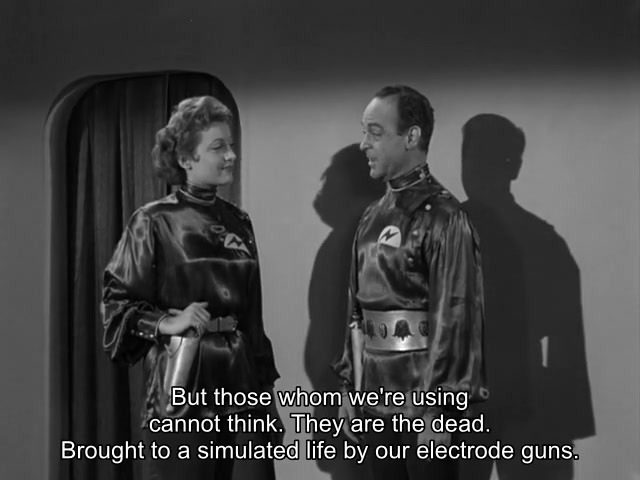 But those whom we're using
cannot think. They are the dead.
Brought to a simulated life by our electrode guns.